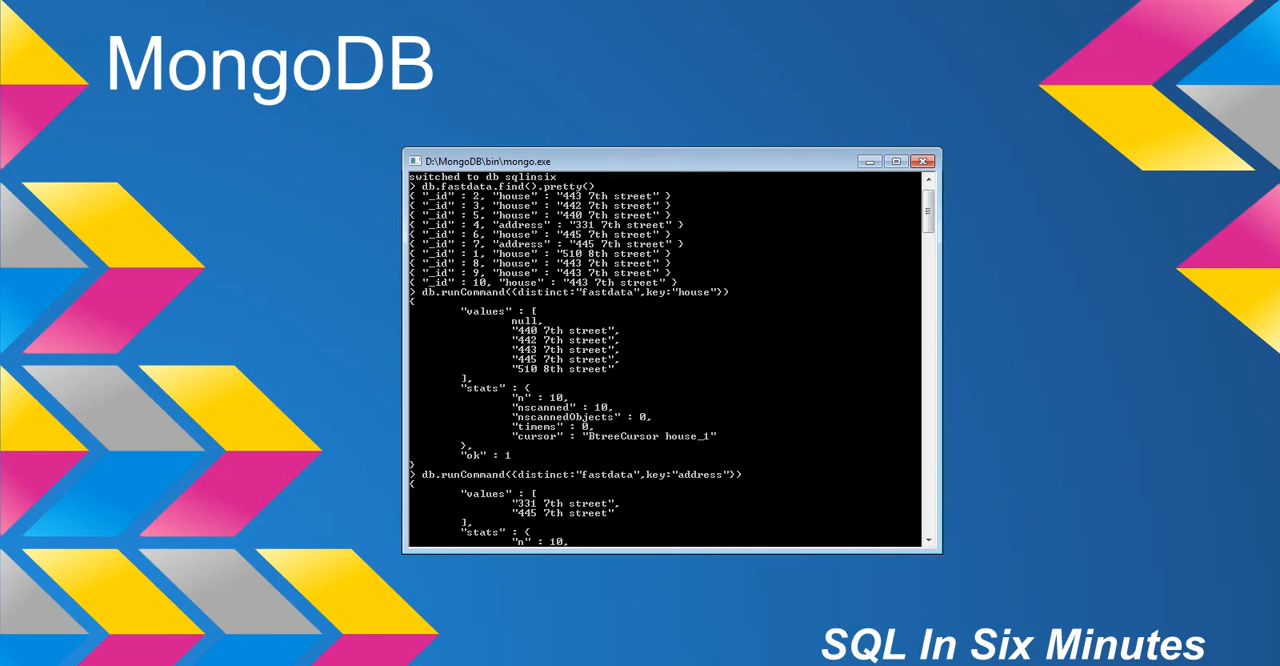 MongoDB
D:\MongoDB\bin\mongo.exe
switched to db sqlinsix
> db.fastdata.find().pretty()
{ "_id" : 2, "house" : "443 7th street" }
{ "_id" : 3, "house" : "442 7th street" }
{ "_id" : 5, "house" : "440 7th street" }
{ "_id" : 4, "address" : "331 7th street" }
{ "_id" : 6, "house" : "445 7th street" }
{ "_id" : 7, "address" : "445 7th street" }
{ "_id" : 1, "house" : "510 8th street" }
{ "_id" : 8, "house" : "443 7th street" }
{ "_id" : 9, "house" : "443 7th street" }
{ "_id" : 10, "house" : "443 7th street" }
> db.runCommand({distinct:"fastdata",key:"house"})
{
"values" : [
null,
"440 7th street",
"442 7th street",
"443 7th street",
"445 7th street",
"510 8th street"
],
"stats" : {
"n" : 10,
"nscanned" : 10,
"nscannedObjects" : 0,
"timems" : 0,
"cursor" : "BtreeCursor house_1"
},
"ok" : 1
}
> db.runCommand({distinct:"fastdata",key:"address"})
{
"values" : [
"331 7th street",
"445 7th street"
],
"stats" : {
"n" : 10,
SQL In Six Minutes